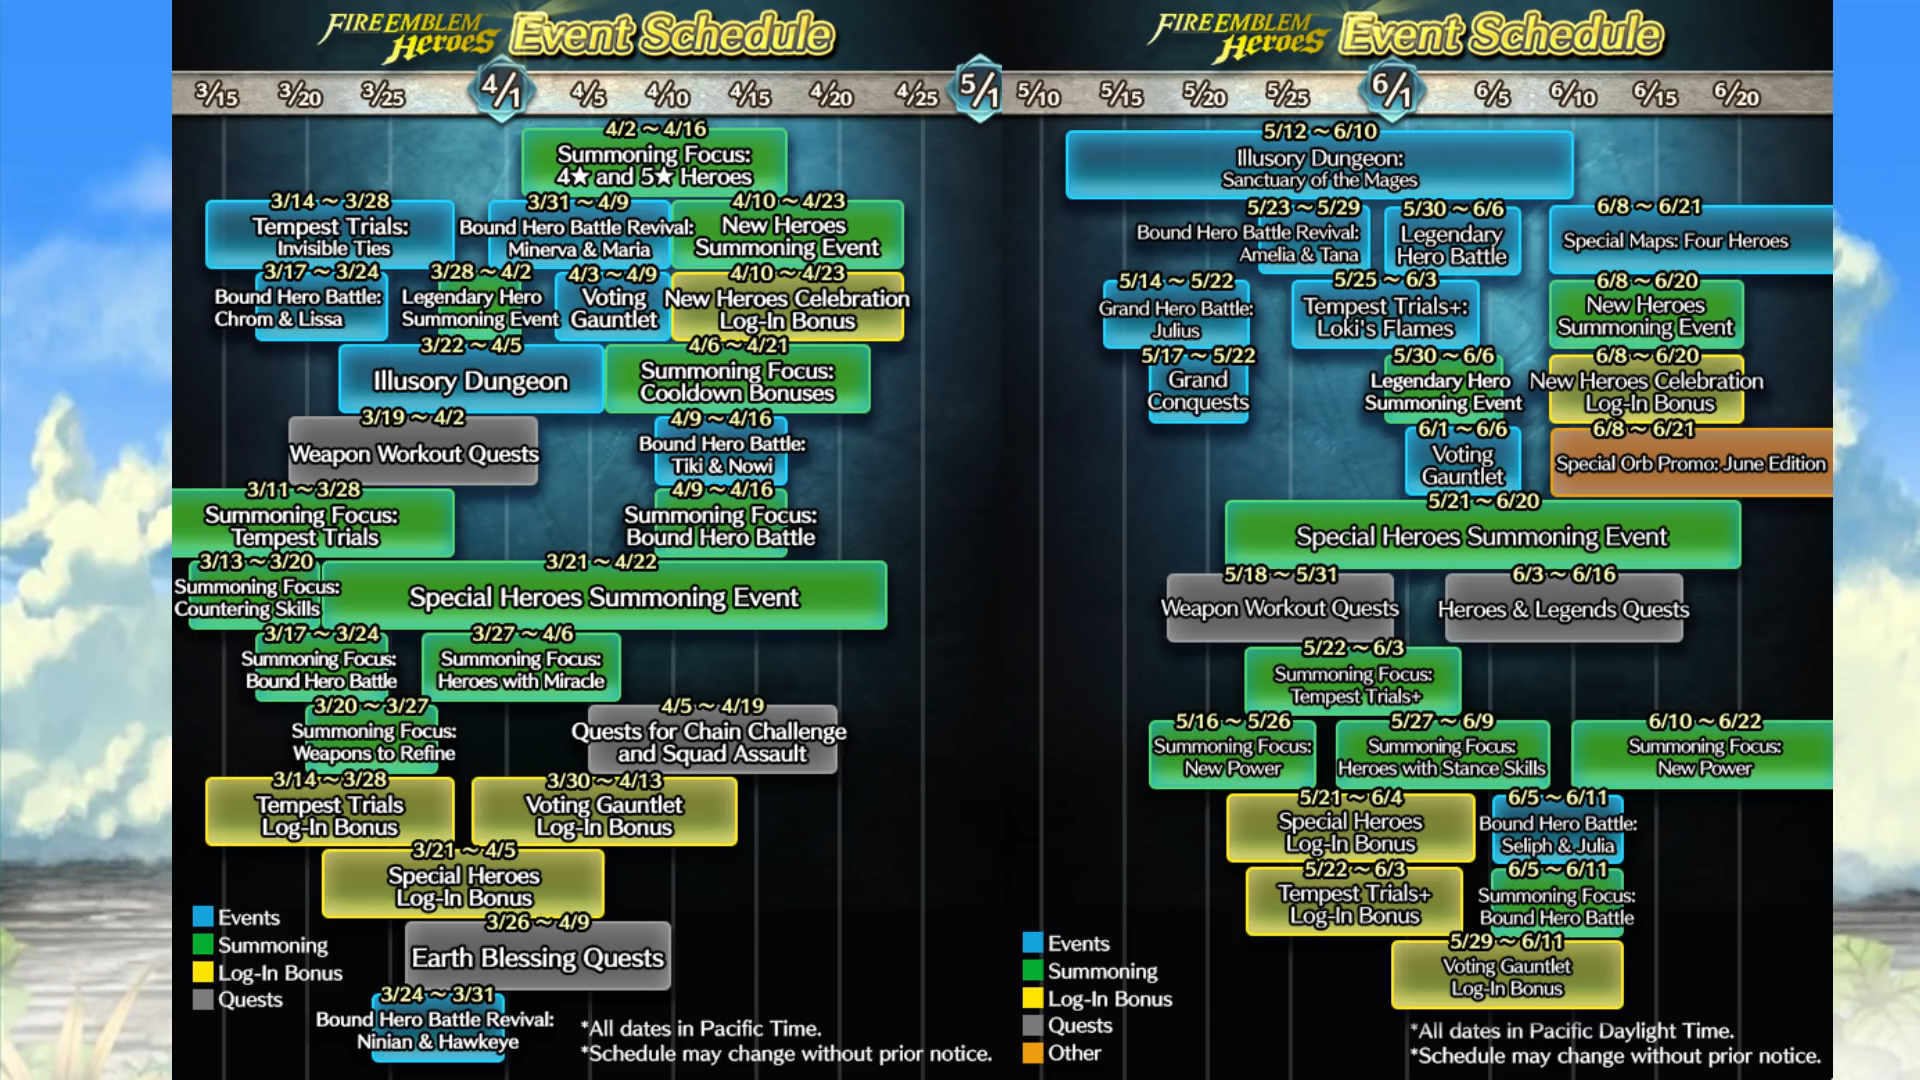 FIRE EMBLEM
Heroes
Event Schedule
3/15
3/20
3/25
4/1
4/5
4/10
4/15
4/20
4/25
5/1
4/2 ~ 4/16
Summoning Focus:
4★ and 5★ Heroes
3/14 ~ 3/28
Tempest Trials:
Invisible Ties
3/31 ~ 4/9
Bound Hero Battle Revival:
Minerva & Maria
4/10 ~ 4/23
New Heroes
Summoning Event
3/17 ~ 3/24
Bound Hero Battle:
Chrom & Lissa
3/28 ~ 4/2
Legendary Hero
Summoning Event
4/3 ~ 4/9
Voting
Gauntlet
4/10 ~ 4/23
New Heroes Celebration
Log-In Bonus
3/22 ~ 4/5
Illusory Dungeon
4/6 ~ 4/21
Summoning Focus:
Cooldown Bonuses
3/19 ~ 4/2
Weapon Workout Quests
4/9 ~ 4/16
Bound Hero Battle:
Tiki & Nowi
3/11 ~ 3/28
Summoning Focus:
Tempest Trials
4/9 ~ 4/16
Summoning Focus:
Bound Hero Battle
3/13 ~ 3/20
Summoning Focus:
Countering Skills
3/21 ~ 4/22
Special Heroes Summoning Event
3/17 ~ 3/24
Summoning Focus:
Bound Hero Battle
3/27 ~ 4/6
Summoning Focus:
Heroes with Miracle
3/20 ~ 3/27
Summoning Focus:
Weapons to Refine
4/5 ~ 4/19
Quests for Chain Challenge
and Squad Assault
3/14 ~ 3/28
Tempest Trials
Log-In Bonus
3/30 ~ 4/13
Voting Gauntlet
Log-In Bonus
3/21 ~ 4/5
Special Heroes
Log-In Bonus
3/26 ~ 4/9
Earth Blessing Quests
3/24 ~ 3/31
Bound Hero Battle Revival:
Ninian & Hawkeye
Events
Summoning
Log-In Bonus
Quests
*All dates in Pacific Time.
*Schedule may change without prior notice.
FIRE EMBLEM
Heroes
Event Schedule
5/10
5/15
5/20
5/25
6/1
6/5
6/10
6/15
6/20
5/12 ~ 6/10
Illusory Dungeon:
Sanctuary of the Mages
5/23 ~ 5/29
Bound Hero Battle Revival:
Amelia & Tana
5/30 ~ 6/6
Legendary
Hero Battle
6/8 ~ 6/21
Special Maps: Four Heroes
5/14 ~ 5/22
Grand Hero Battle:
Julius
5/25 ~ 6/3
Tempest Trials+:
Loki's Flames
6/8 ~ 6/20
New Heroes
Summoning Event
5/17 ~ 5/22
Grand
Conquests
5/30 ~ 6/6
Legendary Hero
Summoning Event
6/8 ~ 6/20
New Heroes Celebration
Log-In Bonus
6/1 ~ 6/6
Voting
Gauntlet
6/8 ~ 6/21
Special Orb Promo: June Edition
5/21 ~ 6/20
Special Heroes Summoning Event
5/18 ~ 5/31
Weapon Workout Quests
6/3 ~ 6/16
Heroes & Legends Quests
5/22 ~ 6/3
Summoning Focus:
Tempest Trials+
5/16 ~ 5/26
Summoning Focus:
New Power
5/27 ~ 6/9
Summoning Focus:
Heroes with Stance Skills
6/10 ~ 6/22
Summoning Focus:
New Power
5/21 ~ 6/4
Special Heroes
Log-In Bonus
6/5 ~ 6/11
Bound Hero Battle:
Seliph & Julia
5/22 ~ 6/3
Tempest Trials+
Log-In Bonus
6/5 ~ 6/11
Summoning Focus:
Bound Hero Battle
5/29 ~ 6/11
Voting Gauntlet
Log-In Bonus
Events
Summoning
Log-In Bonus
Quests
Other
*All dates in Pacific Daylight Time.
*Schedule may change without prior notice.